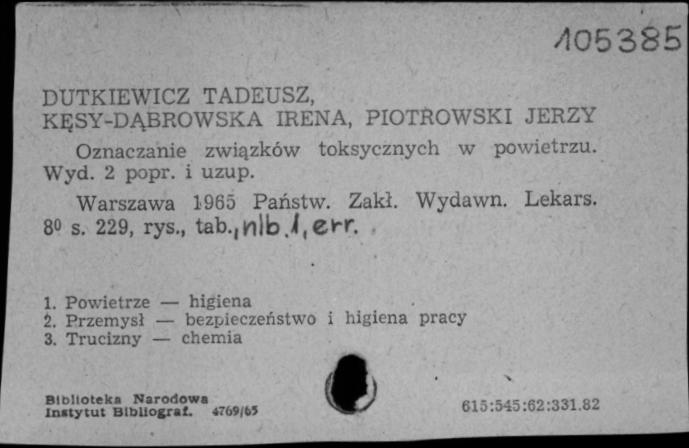 105385
DUTKIEWICZ TADEUSZ,
KĘSY-DĄBROWSKA IRENA, PIOTROWSKI JERZY
Oznaczanie związków toksycznych w powietrzu.
Wyd. 2 popr. i uzup.
Warszawa 1965 Państw. Zakł. Wydawn. Lekars.
8⁰ s. 229, rys., tab., nlb.1, err.
1. Powietrze — higiena
2. Przemysł — bezpieczeństwo i higiena pracy
3. Trucizny — chemia
Biblioteka Narodowa
Instytut Bibliograf. 4769/65
615:545:62:331.82